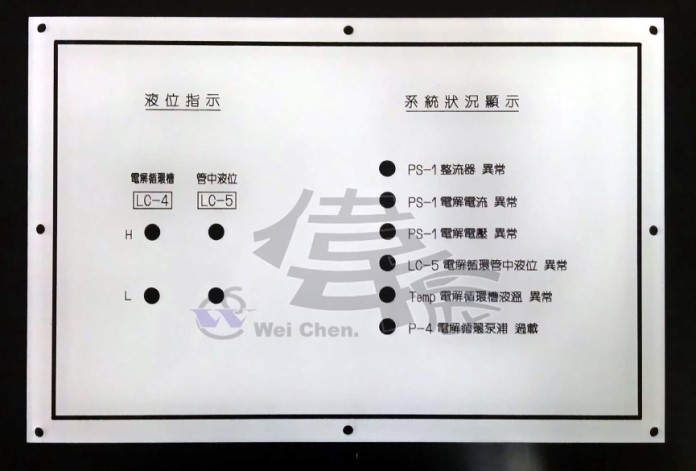 液位指示
電解循環槽 管中液位
LC-4 LC-5
H
L
系統狀況顯示
PS-1 整流器 異常
PS-1 電解電流 異常
PS-1 電解電壓 異常
LC-5 電解循環管中液位 異常
Tamp 電解循環槽液溫 異常
P-4 電解循環泵浦 過載
偉
Wei Chen.